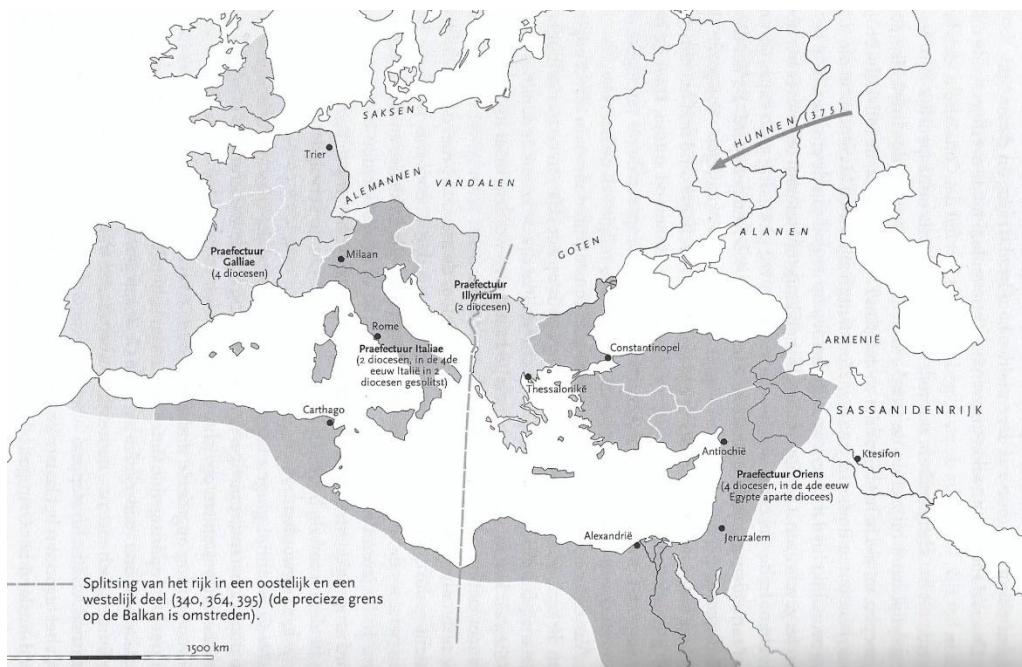 SAKSEN
HUNNEN (375)
Trier
ALEMANNEN
VANDALEN
ALANEN
GOTEN
Praefectuur
Galliae
(4 diocesen)
Milaan
Praefectuur
Illyricum
(2 diocesen)
Rome
Praefectuur Italiae
(2 diocesen, in de 4de
eeuw Italië in 2
diocesen gesplitst)
Constantinopel
ARMENIË
Thessalonikè
Carthago
SASSANIDENRIJK
Antiochië
Ktesifon
Praefectuur Oriens
(4 diocesen, in de 4de eeuw
Egypte aparte diocees)
Alexandrië
Jeruzalem
Splitsing van het rijk in een oostelijk en een
westelijk deel (340, 364, 395) (de precieze grens
op de Balkan is omstreden).
1500 km